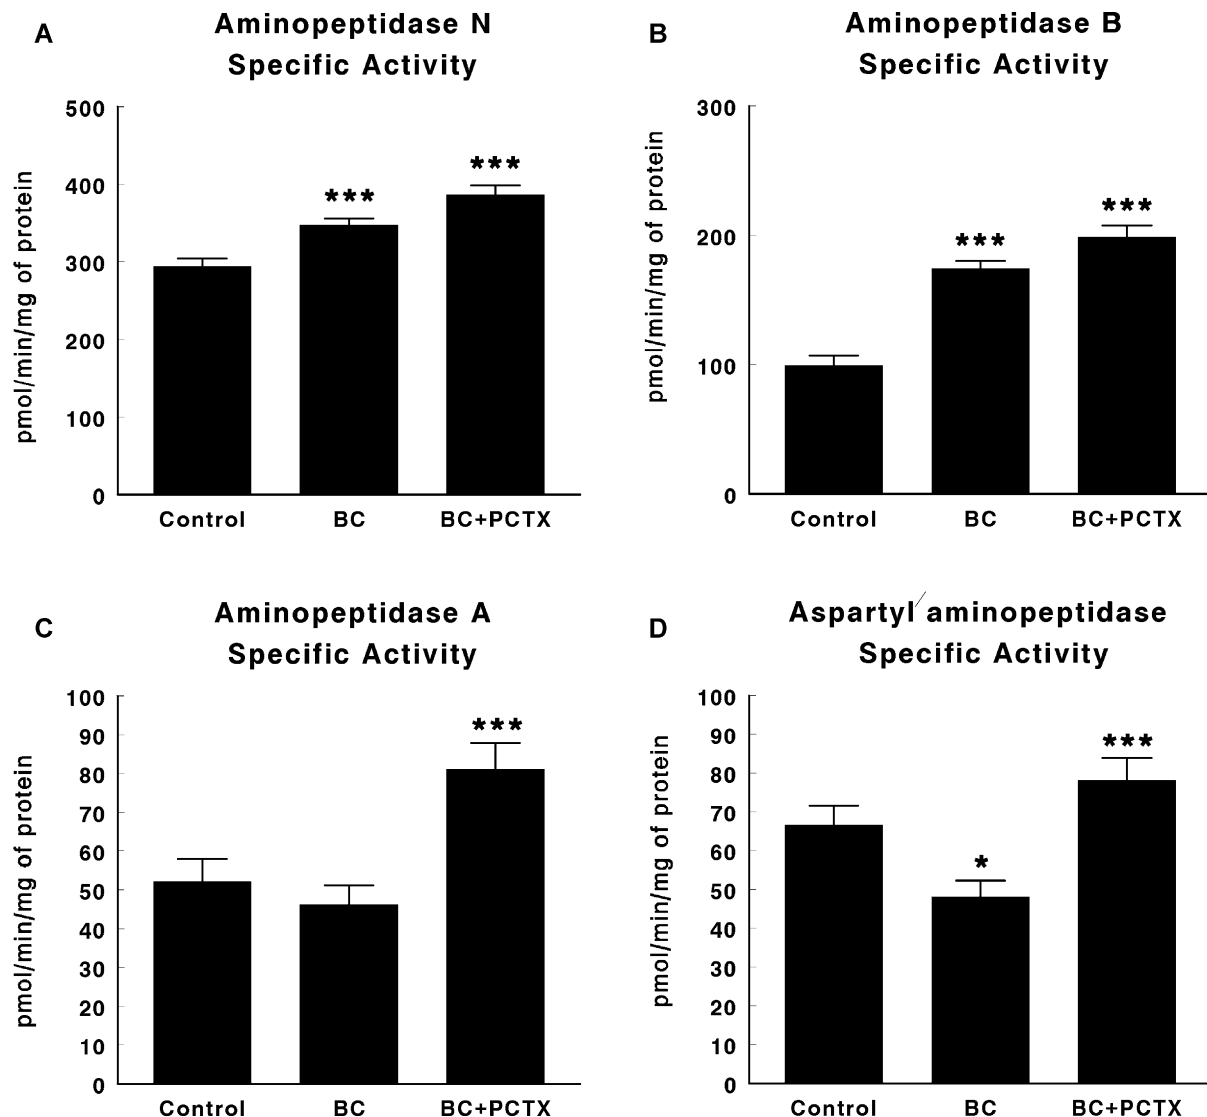 A
Aminopeptidase N
Specific Activity
pmol/min/mg of protein
500
400
300
200
100
0
***
***
Control BC BC+PCTX
B
Aminopeptidase B
Specific Activity
pmol/min/mg of protein
300
200
100
0
***
***
Control BC BC+PCTX
C
Aminopeptidase A
Specific Activity
pmol/min/mg of protein
100
90
80
70
60
50
40
30
20
10
0
***
Control BC BC+PCTX
D
Aspartyl aminopeptidase
Specific Activity
pmol/min/mg of protein
100
90
80
70
60
50
40
30
20
10
0
*
***
Control BC BC+PCTX